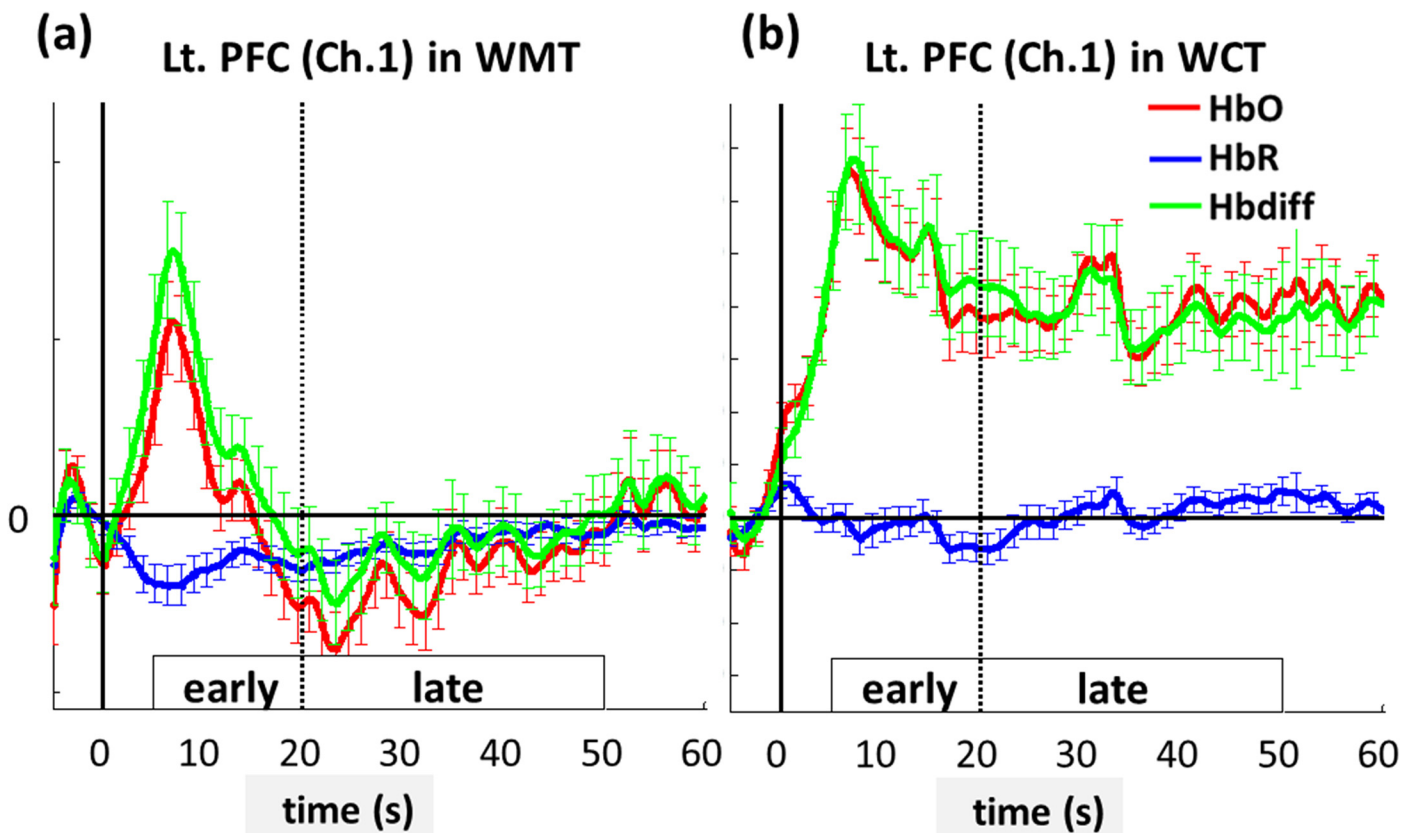 (a)
Lt. PFC (Ch.1) in WMT
0
early
late
0 10 20 30 40 50 60
time (s)
(b)
Lt. PFC (Ch.1) in WCT
HbO
HbR
Hbdiff
early
late
0 10 20 30 40 50 60
time (s)